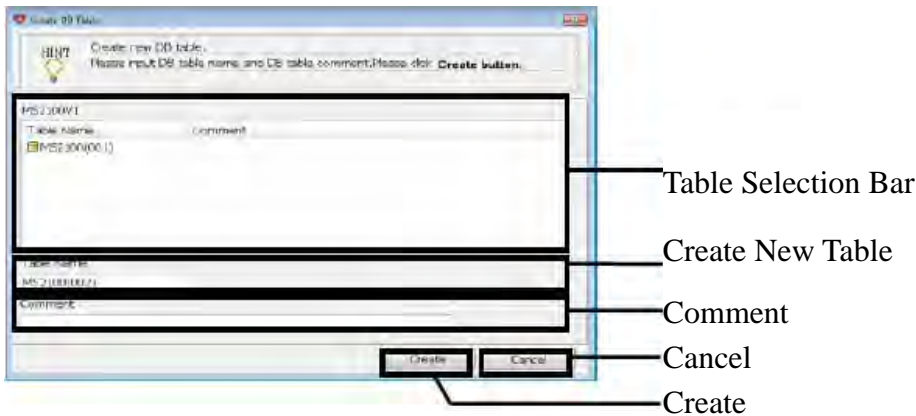 Create DB Table
HINT
Create new DB table.
Please input DB table name and DB table comment.Please click Create button.
MS2100V1
Table Name Comment
MS2100(001)
Table Name
MS2100(002)
Comment
Create Cancel
Table Selection Bar
Create New Table
Comment
Cancel
Create